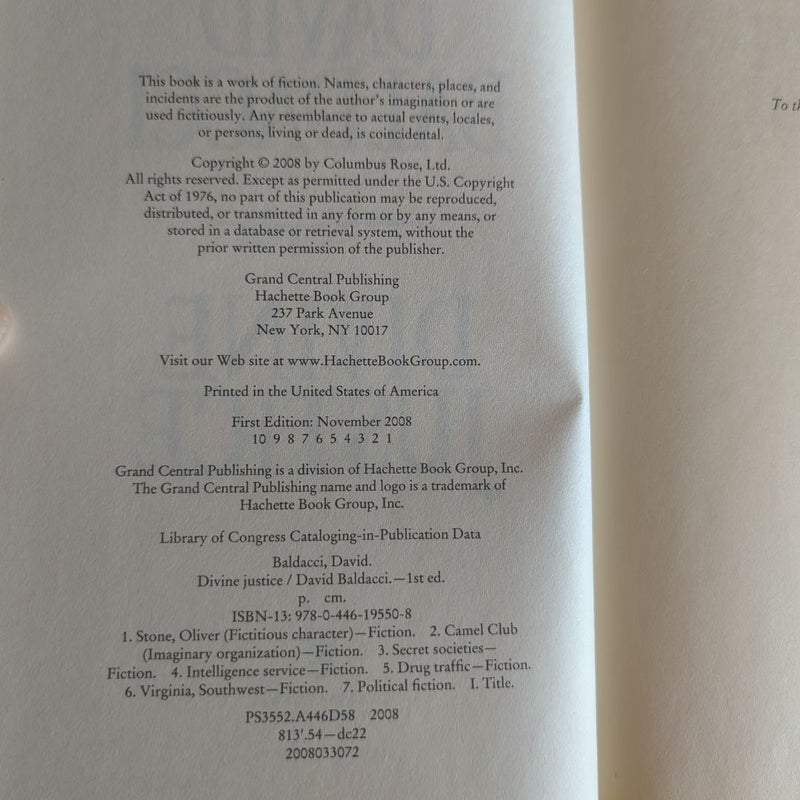 This book is a work of fiction. Names, characters, places, and
incidents are the product of the author's imagination or are
used fictitiously. Any resemblance to actual events, locales,
or persons, living or dead, is coincidental.
Copyright © 2008 by Columbus Rose, Ltd.
All rights reserved. Except as permitted under the U.S. Copyright
Act of 1976, no part of this publication may be reproduced,
distributed, or transmitted in any form or by any means, or
stored in a database or retrieval system, without the
prior written permission of the publisher.
Grand Central Publishing
Hachette Book Group
237 Park Avenue
New York, NY 10017
Visit our Web site at www.HachetteBookGroup.com.
Printed in the United States of America
First Edition: November 2008
10 9 8 7 6 5 4 3 2 1
Grand Central Publishing is a division of Hachette Book Group, Inc.
The Grand Central Publishing name and logo is a trademark of
Hachette Book Group, Inc.
Library of Congress Cataloging-in-Publication Data
Baldacci, David.
Divine justice / David Baldacci.—1st ed.
p. cm.
ISBN-13: 978-0-446-19550-8
1. Stone, Oliver (Fictitious character)—Fiction. 2. Camel Club
(Imaginary organization)—Fiction. 3. Secret societies—
Fiction. 4. Intelligence service—Fiction. 5. Drug traffic—Fiction.
6. Virginia, Southwest—Fiction. 7. Political fiction. I. Title.
PS3552.A446D58 2008
813'.54—dc22
2008033072
To